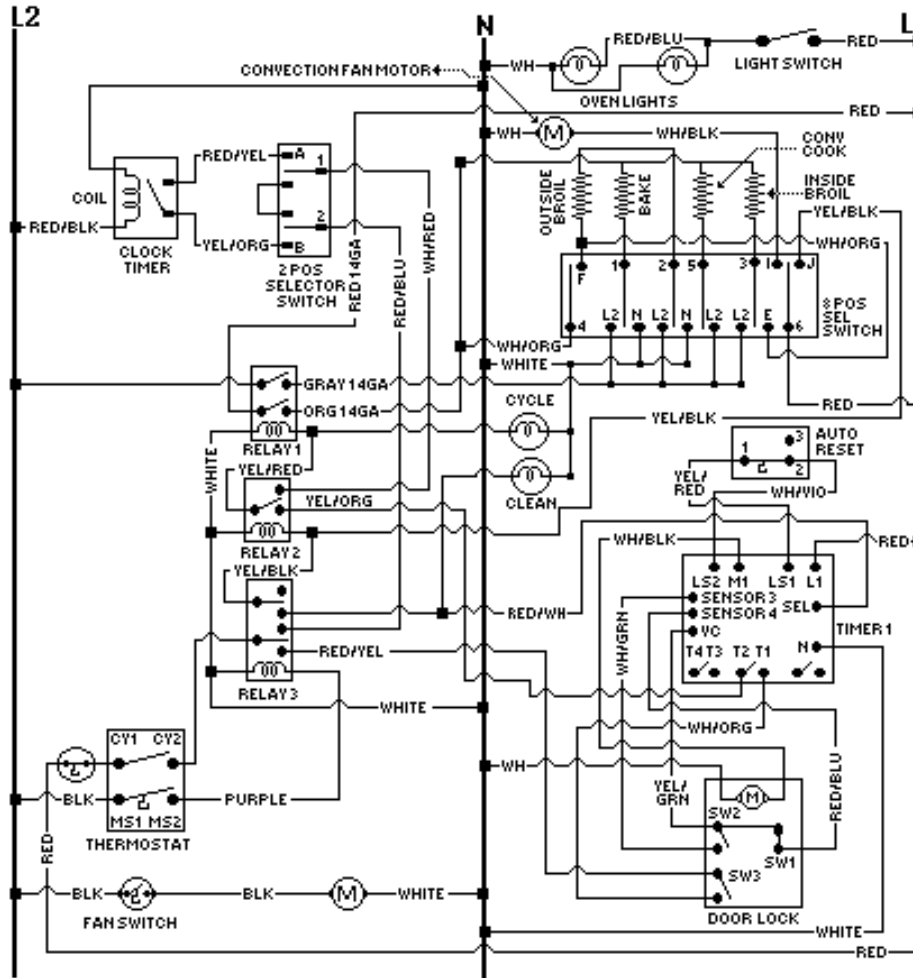 L2
N
L
WH
RED/BLU
RED
LIGHT SWITCH
CONVECTION FAN MOTOR
OVEN LIGHTS
RED
WH
M
WH/BLK
CONV
COOK
RED/YEL
A
1
COIL
2
OUTSIDE
BROIL
BAKE
INSIDE
BROIL
YEL/BLK
RED/BLK
YEL/ORG
B
WH/RED
WH/ORG
CLOCK
TIMER
2 POS
SELECTOR
SWITCH
RED 14GA
RED/BLU
F
1
2
5
3
I
J
8 POS
SEL
SWITCH
4
L2
N
L2
N
L2
L2
E
6
WH/ORG
WHITE
GRAY 14GA
ORG 14GA
CYCLE
YEL/BLK
RED
RELAY 1
WHITE
YEL/RED
YEL/ORG
CLEAN
1
3
2
AUTO
RESET
YEL/
RED
WH/VIO
RELAY 2
YEL/BLK
WH/BLK
RED
LS2
M1
LS1
L1
SENSOR 3
SENSOR 4
SEL
RED/WH
TIMER 1
VC
WH/GRN
T4
T3
T2
T1
N
RED/YEL
RELAY 3
WHITE
WH/ORG
CY1
CY2
WH
YEL/
GRN
RED/BLU
BLK
PURPLE
M
SW2
MS1
MS2
THERMOSTAT
RED
SW1
SW3
BLK
BLK
M
WHITE
FAN SWITCH
DOOR LOCK
WHITE
RED